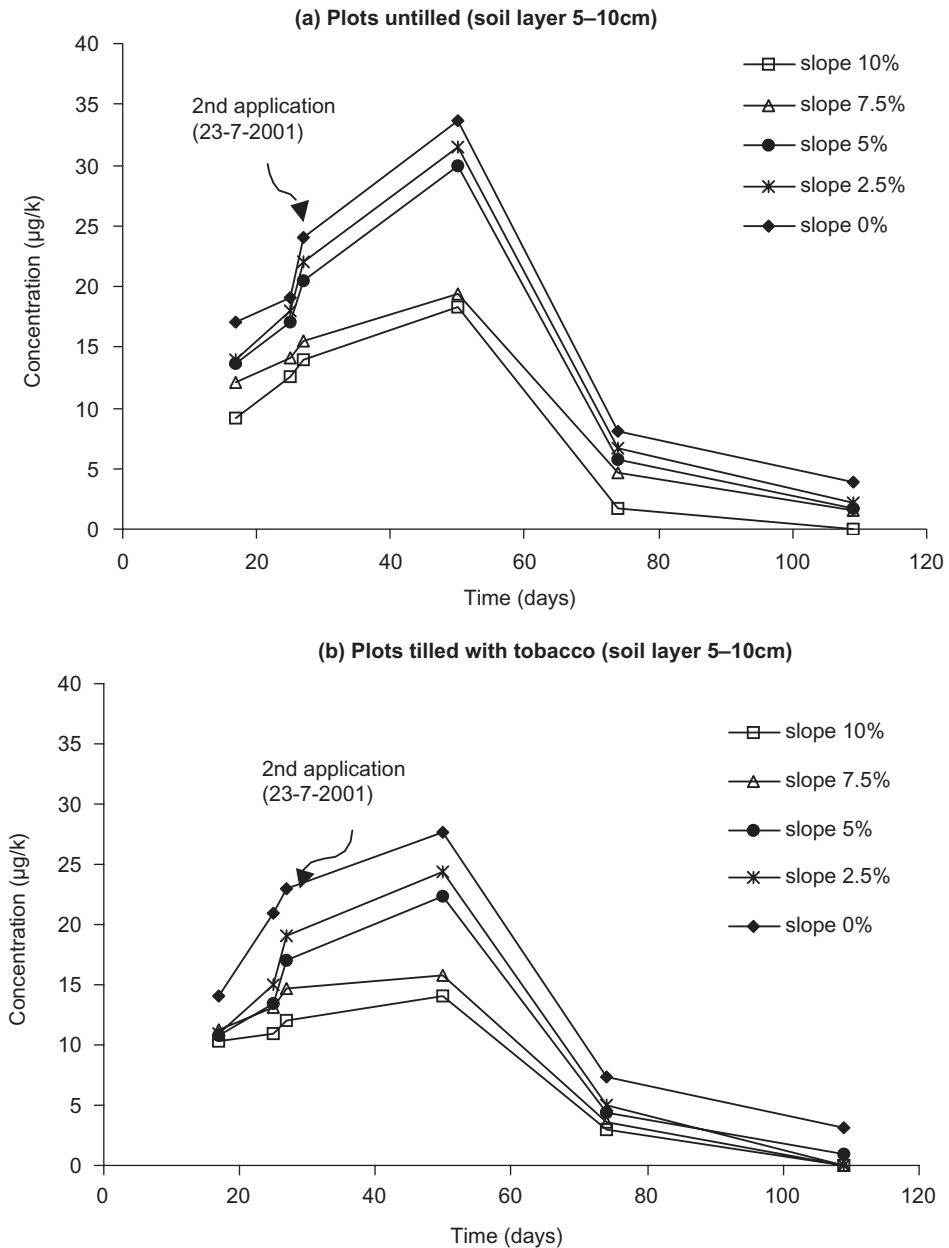 (a) Plots untilled (soil layer 5–10cm)
40
35
30
25
20
15
10
5
0
Concentration (µg/k)
2nd application
(23-7-2001)
slope 10%
slope 7.5%
slope 5%
slope 2.5%
slope 0%
0 20 40 60 80 100 120
Time (days)
(b) Plots tilled with tobacco (soil layer 5–10cm)
40
35
30
25
20
15
10
5
0
Concentration (µg/k)
2nd application
(23-7-2001)
slope 10%
slope 7.5%
slope 5%
slope 2.5%
slope 0%
0 20 40 60 80 100 120
Time (days)